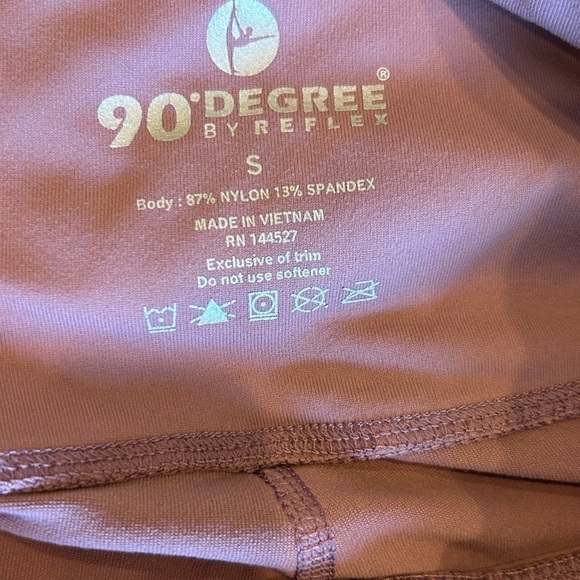 90° DEGREE®
BY REFLEX
S
Body : 87% NYLON 13% SPANDEX
MADE IN VIETNAM
RN 144527
Exclusive of trim
Do not use softener